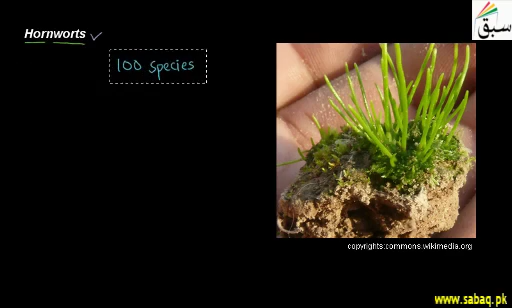 سبق
Hornworts
100 species
copyrights:commons.wikimedia.org
www.sabaq.pk